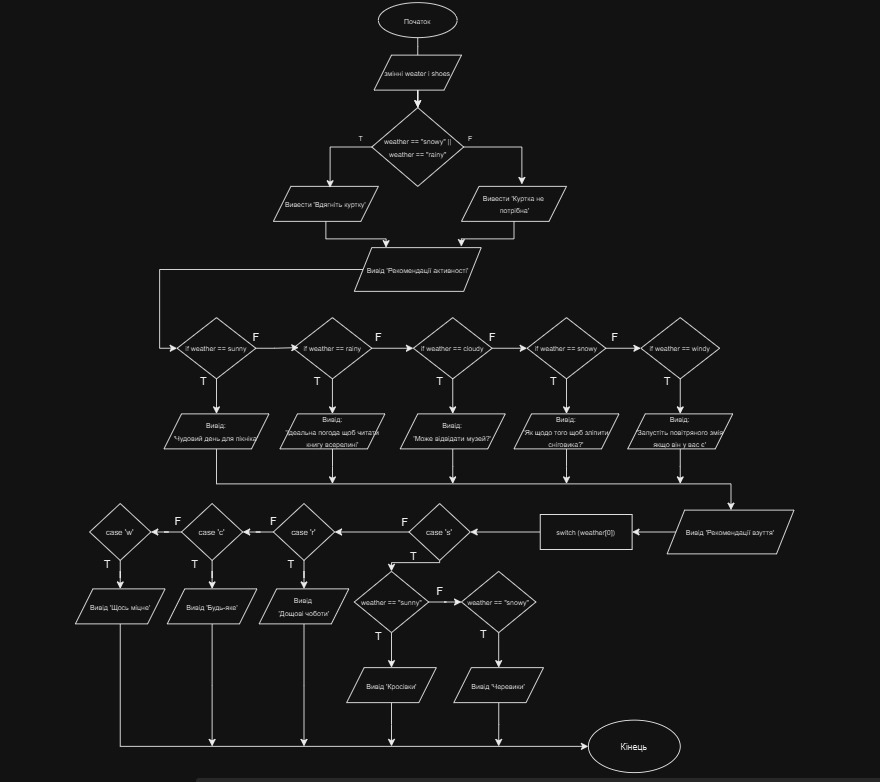 Початок
змінні weater і shoes
weather == "snowy" ||
weather == "rainy"
T
F
Вивести 'Вдягніть куртку'
Вивести 'Куртка не
потрібна'
Вивід 'Рекомендації активності'
if weather == sunny
F
if weather == rainy
F
if weather == cloudy
F
if weather == snowy
F
if weather == windy
T
T
T
T
T
Вивід:
'Чудовий день для пікніка'
Вивід:
'Ідеальна погода щоб читати
книгу всерелині'
Вивід:
'Може відвідати музей?'
Вивід:
'Як щодо того щоб зліпити
сніговика?'
Вивід:
'Запустіть повітряного змія
якщо він у вас є'
case 'w'
F
case 'c'
F
case 'r'
F
case 's'
switch (weather[0])
Вивід 'Рекомендації взуття'
T
T
T
T
Вивід 'Щось міцне'
Вивід 'Будь-яке'
Вивід
'Дощові чоботи'
weather == "sunny"
F
weather == "snowy"
T
T
Вивід 'Кросівки'
Вивід 'Черевики'
Кінець